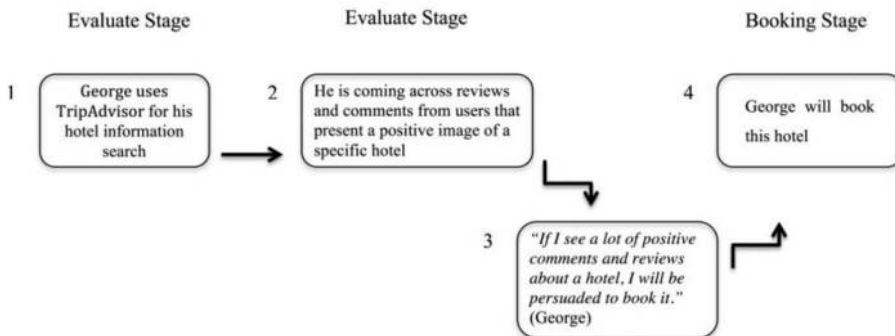 Evaluate Stage
Evaluate Stage
Booking Stage
1
George uses
TripAdvisor for his
hotel information
search
2
He is coming across reviews
and comments from users that
present a positive image of a
specific hotel
3
“If I see a lot of positive
comments and reviews
about a hotel, I will be
persuaded to book it.”
(George)
4
George will book
this hotel